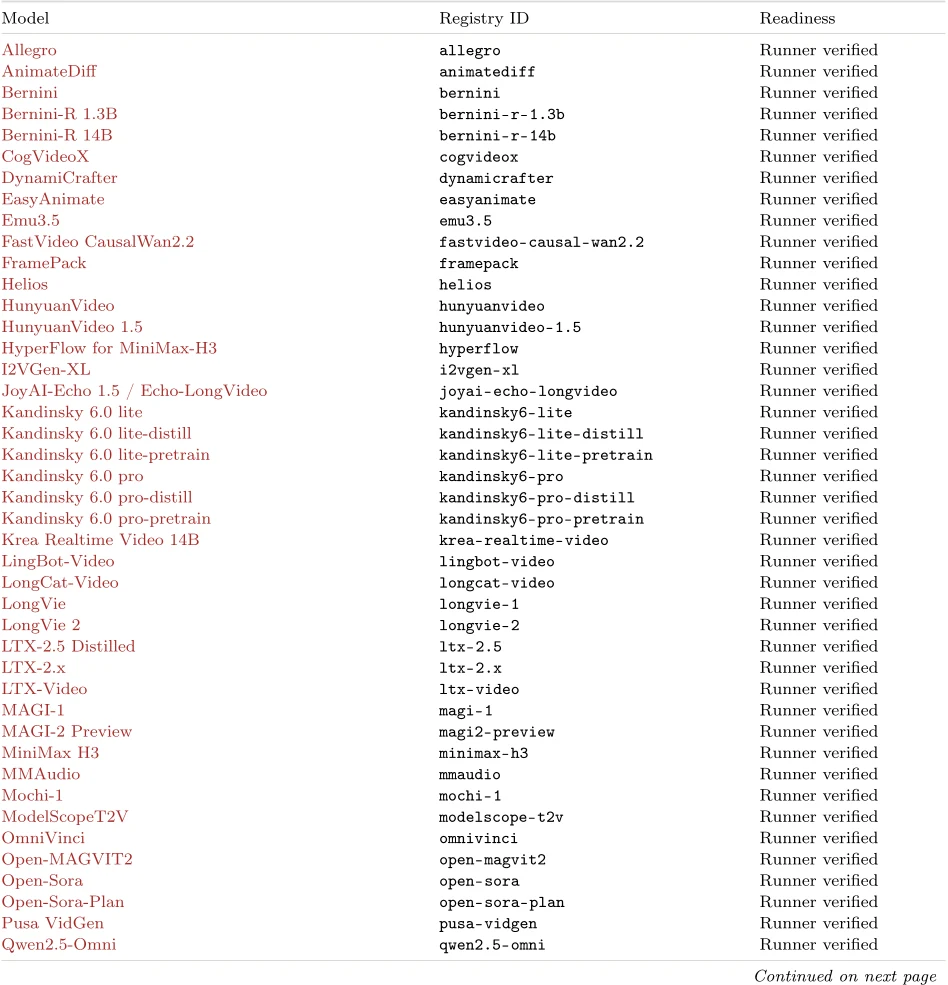 Model Registry ID Readiness
Allegro allegro Runner verified
AnimateDiff animatediff Runner verified
Bernini bernini Runner verified
Bernini-R 1.3B bernini-r-1.3b Runner verified
Bernini-R 14B bernini-r-14b Runner verified
CogVideoX cogvideox Runner verified
DynamiCrafter dynamicrafter Runner verified
EasyAnimate easyanimate Runner verified
Emu3.5 emu3.5 Runner verified
FastVideo CausalWan2.2 fastvideo-causal-wan2.2 Runner verified
FramePack framepack Runner verified
Helios helios Runner verified
HunyuanVideo hunyuanvideo Runner verified
HunyuanVideo 1.5 hunyuanvideo-1.5 Runner verified
HyperFlow for MiniMax-H3 hyperflow Runner verified
I2VGen-XL i2vgen-xl Runner verified
JoyAI-Echo 1.5 / Echo-LongVideo joyai-echo-longvideo Runner verified
Kandinsky 6.0 lite kandinsky6-lite Runner verified
Kandinsky 6.0 lite-distill kandinsky6-lite-distill Runner verified
Kandinsky 6.0 lite-pretrain kandinsky6-lite-pretrain Runner verified
Kandinsky 6.0 pro kandinsky6-pro Runner verified
Kandinsky 6.0 pro-distill kandinsky6-pro-distill Runner verified
Kandinsky 6.0 pro-pretrain kandinsky6-pro-pretrain Runner verified
Krea Realtime Video 14B krea-realtime-video Runner verified
LingBot-Video lingbot-video Runner verified
LongCat-Video longcat-video Runner verified
LongVie longvie-1 Runner verified
LongVie 2 longvie-2 Runner verified
LTX-2.5 Distilled ltx-2.5 Runner verified
LTX-2.x ltx-2.x Runner verified
LTX-Video ltx-video Runner verified
MAGI-1 magi-1 Runner verified
MAGI-2 Preview magi2-preview Runner verified
MiniMax H3 minimax-h3 Runner verified
MMAudio mmaudio Runner verified
Mochi-1 mochi-1 Runner verified
ModelScopeT2V modelscope-t2v Runner verified
OmniVinci omnivinci Runner verified
Open-MAGVIT2 open-magvit2 Runner verified
Open-Sora open-sora Runner verified
Open-Sora-Plan open-sora-plan Runner verified
Pusa VidGen pusa-vidgen Runner verified
Qwen2.5-Omni qwen2.5-omni Runner verified
Continued on next page